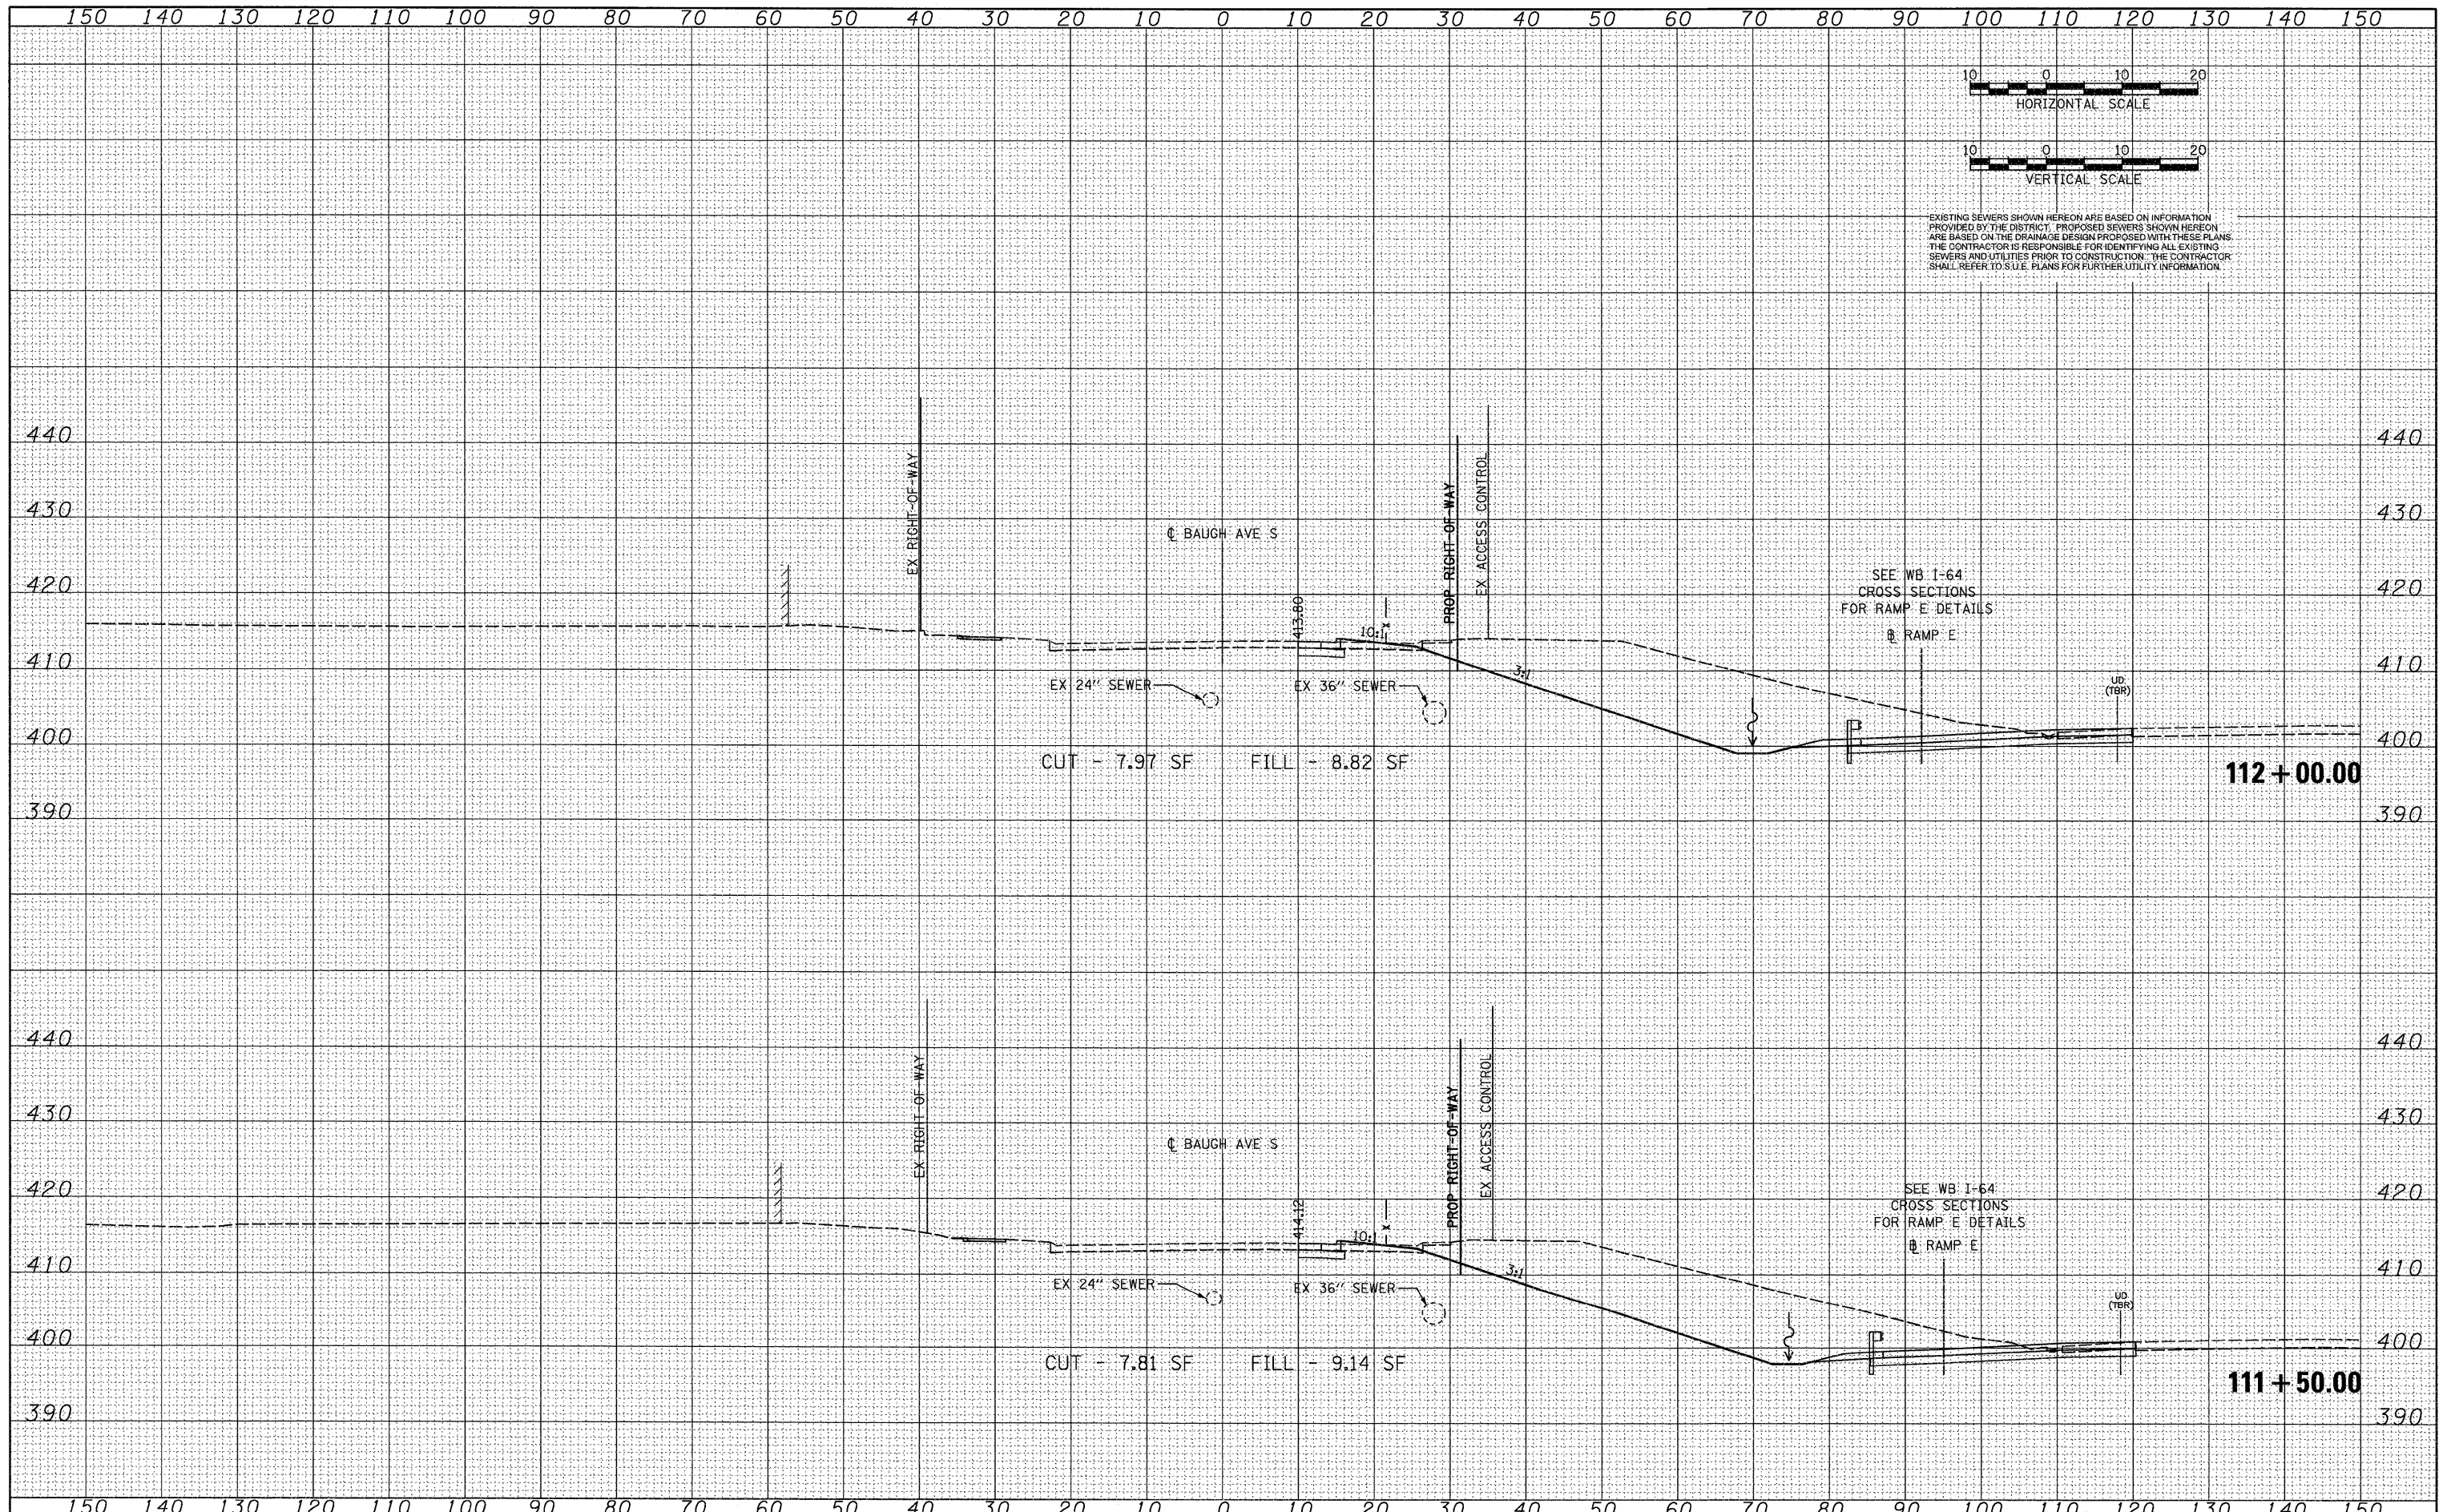 150 140 130 120 110 100 90 80 70 60 50 40 30 20 10 0 10 20 30 40 50 60 70 80 90 100 110 120 130 140 150
10 0 10 20
HORIZONTAL SCALE
10 0 10 20
VERTICAL SCALE
EXISTING SEWERS SHOWN HEREON ARE BASED ON INFORMATION
PROVIDED BY THE DISTRICT. PROPOSED SEWERS SHOWN HEREON
ARE BASED ON THE DRAINAGE DESIGN PROPOSED WITH THESE PLANS.
THE CONTRACTOR IS RESPONSIBLE FOR IDENTIFYING ALL EXISTING
SEWERS AND UTILITIES PRIOR TO CONSTRUCTION. THE CONTRACTOR
SHALL REFER TO S.U.E. PLANS FOR FURTHER UTILITY INFORMATION.
440 440
430 430
420 420
410 410
400 400
390 390
EX RIGHT-OF-WAY
℄ BAUGH AVE S
PROP RIGHT-OF-WAY
EX ACCESS CONTROL
413.80
10:1
3:1
EX 24" SEWER
EX 36" SEWER
SEE WB I-64
CROSS SECTIONS
FOR RAMP E DETAILS
B RAMP E
UD
(TBR)
CUT - 7.97 SF FILL - 8.82 SF
112 + 00.00
440 440
430 430
420 420
410 410
400 400
390 390
EX RIGHT OF WAY
℄ BAUGH AVE S
PROP RIGHT-OF-WAY
EX ACCESS CONTROL
414.12
10:1
3:1
EX 24" SEWER
EX 36" SEWER
SEE WB I-64
CROSS SECTIONS
FOR RAMP E DETAILS
B RAMP E
UD
(TBR)
CUT - 7.81 SF FILL - 9.14 SF
111 + 50.00
150 140 130 120 110 100 90 80 70 60 50 40 30 20 10 0 10 20 30 40 50 60 70 80 90 100 110 120 130 140 150